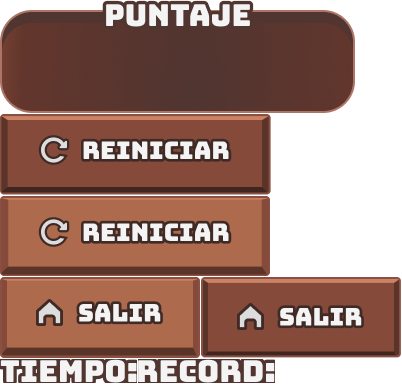 PUNTAJE
REINICIAR
REINICIAR
SALIR SALIR
TIEMPO:RECORD: